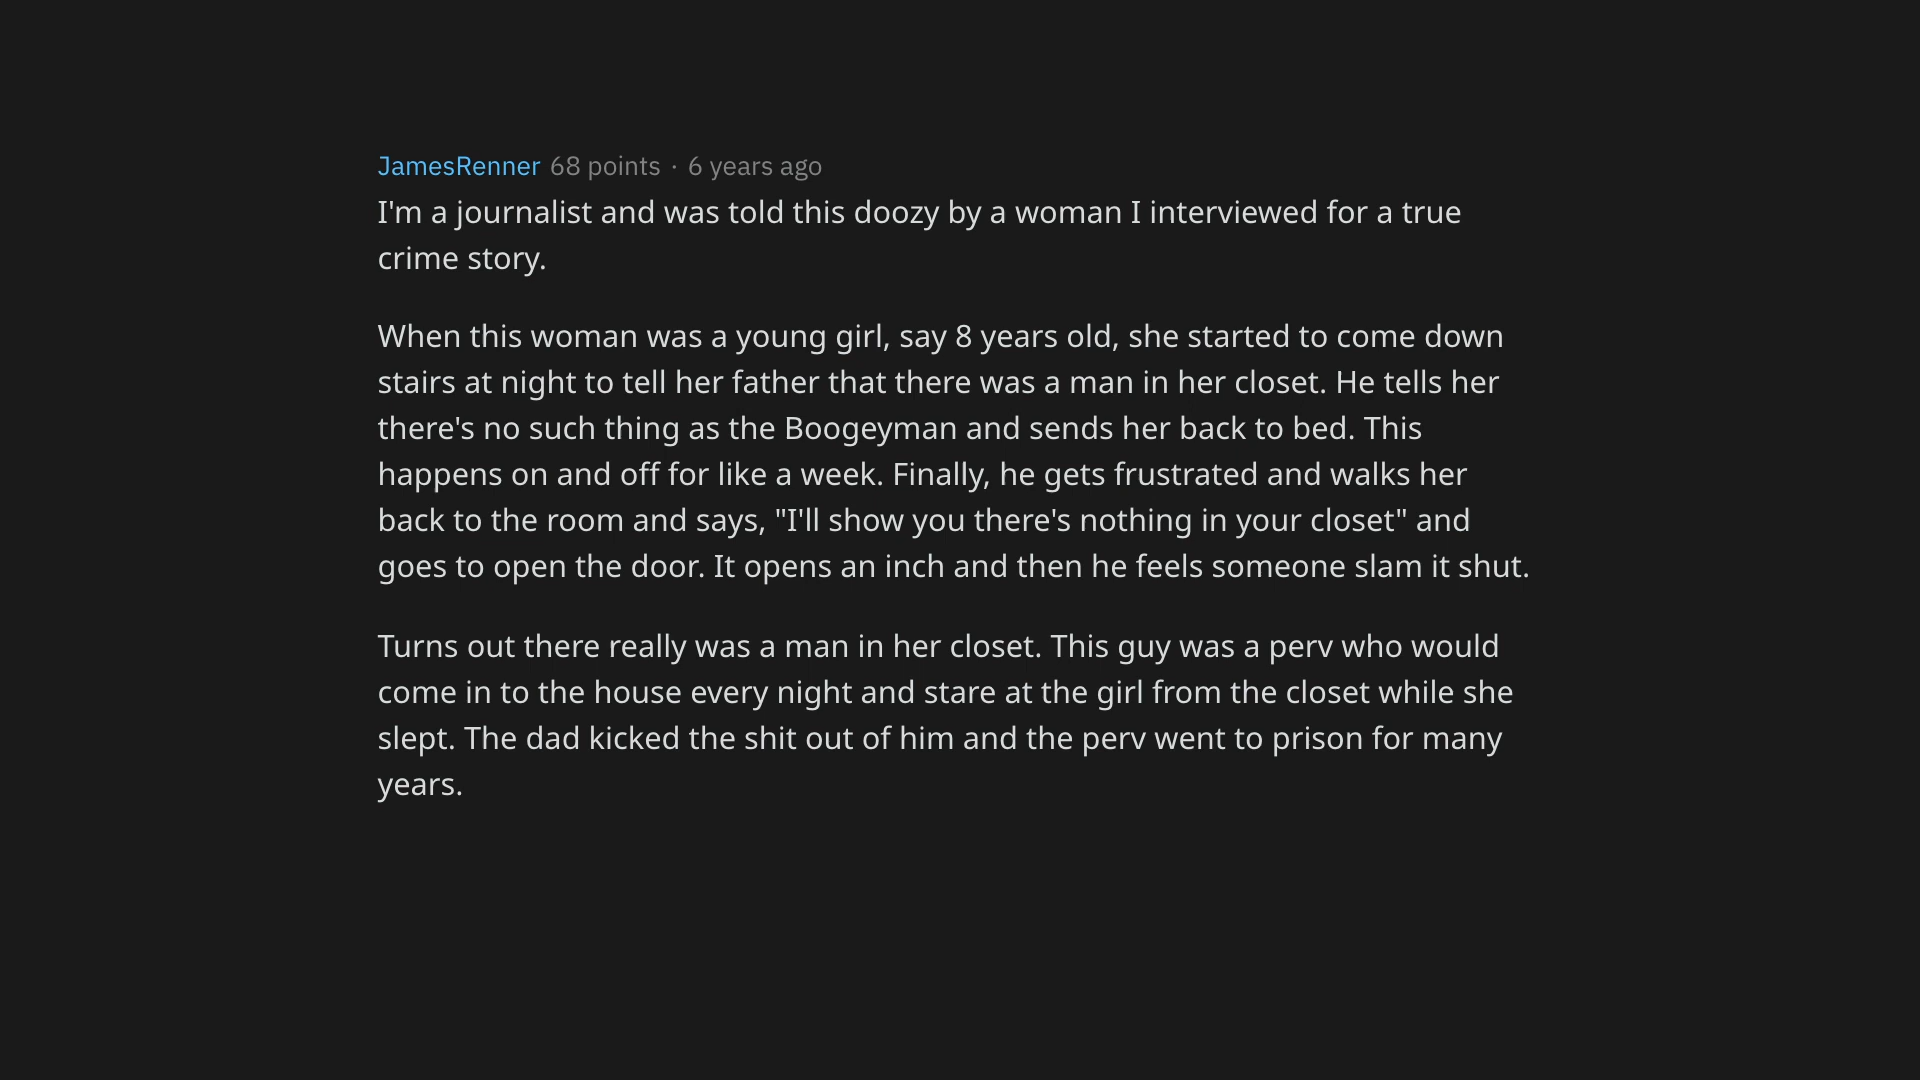 JamesRenner 68 points · 6 years ago
I'm a journalist and was told this doozy by a woman I interviewed for a true
crime story.
When this woman was a young girl, say 8 years old, she started to come down
stairs at night to tell her father that there was a man in her closet. He tells her
there's no such thing as the Boogeyman and sends her back to bed. This
happens on and off for like a week. Finally, he gets frustrated and walks her
back to the room and says, "I'll show you there's nothing in your closet" and
goes to open the door. It opens an inch and then he feels someone slam it shut.
Turns out there really was a man in her closet. This guy was a perv who would
come in to the house every night and stare at the girl from the closet while she
slept. The dad kicked the shit out of him and the perv went to prison for many
years.